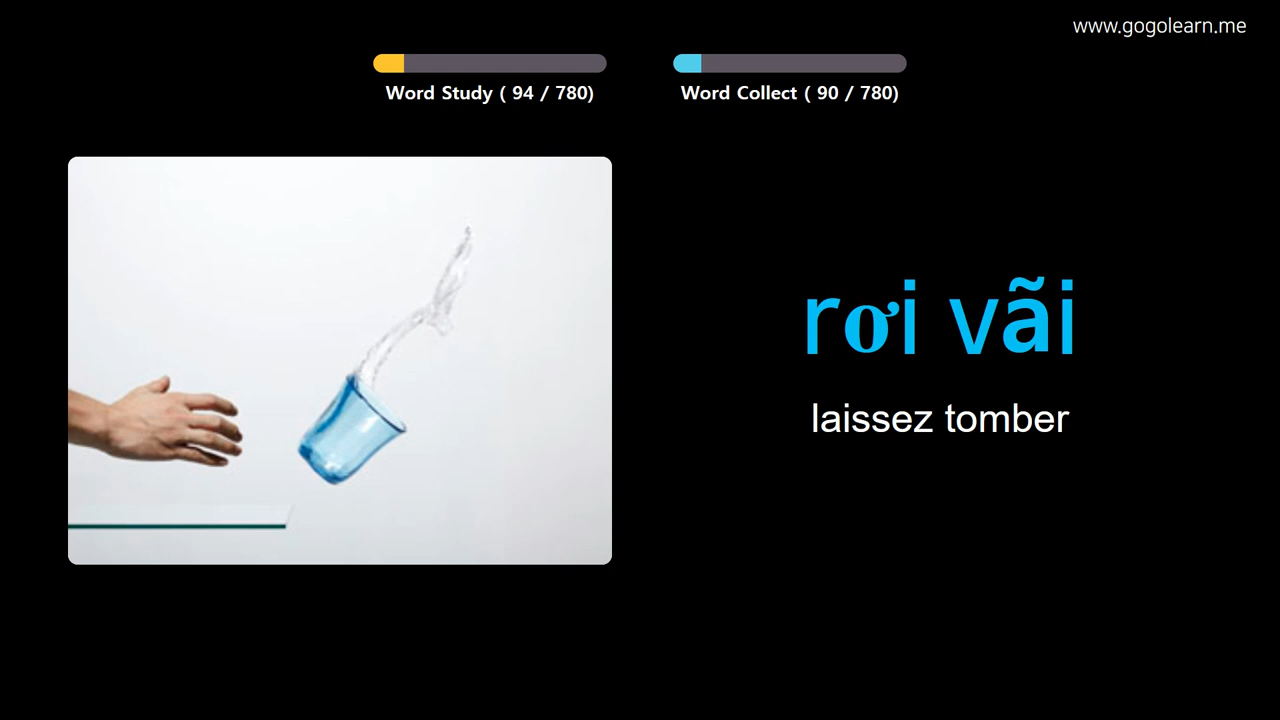 www.gogolearn.me
Word Study ( 94 / 780)
Word Collect ( 90 / 780)
rơi vãi
laissez tomber